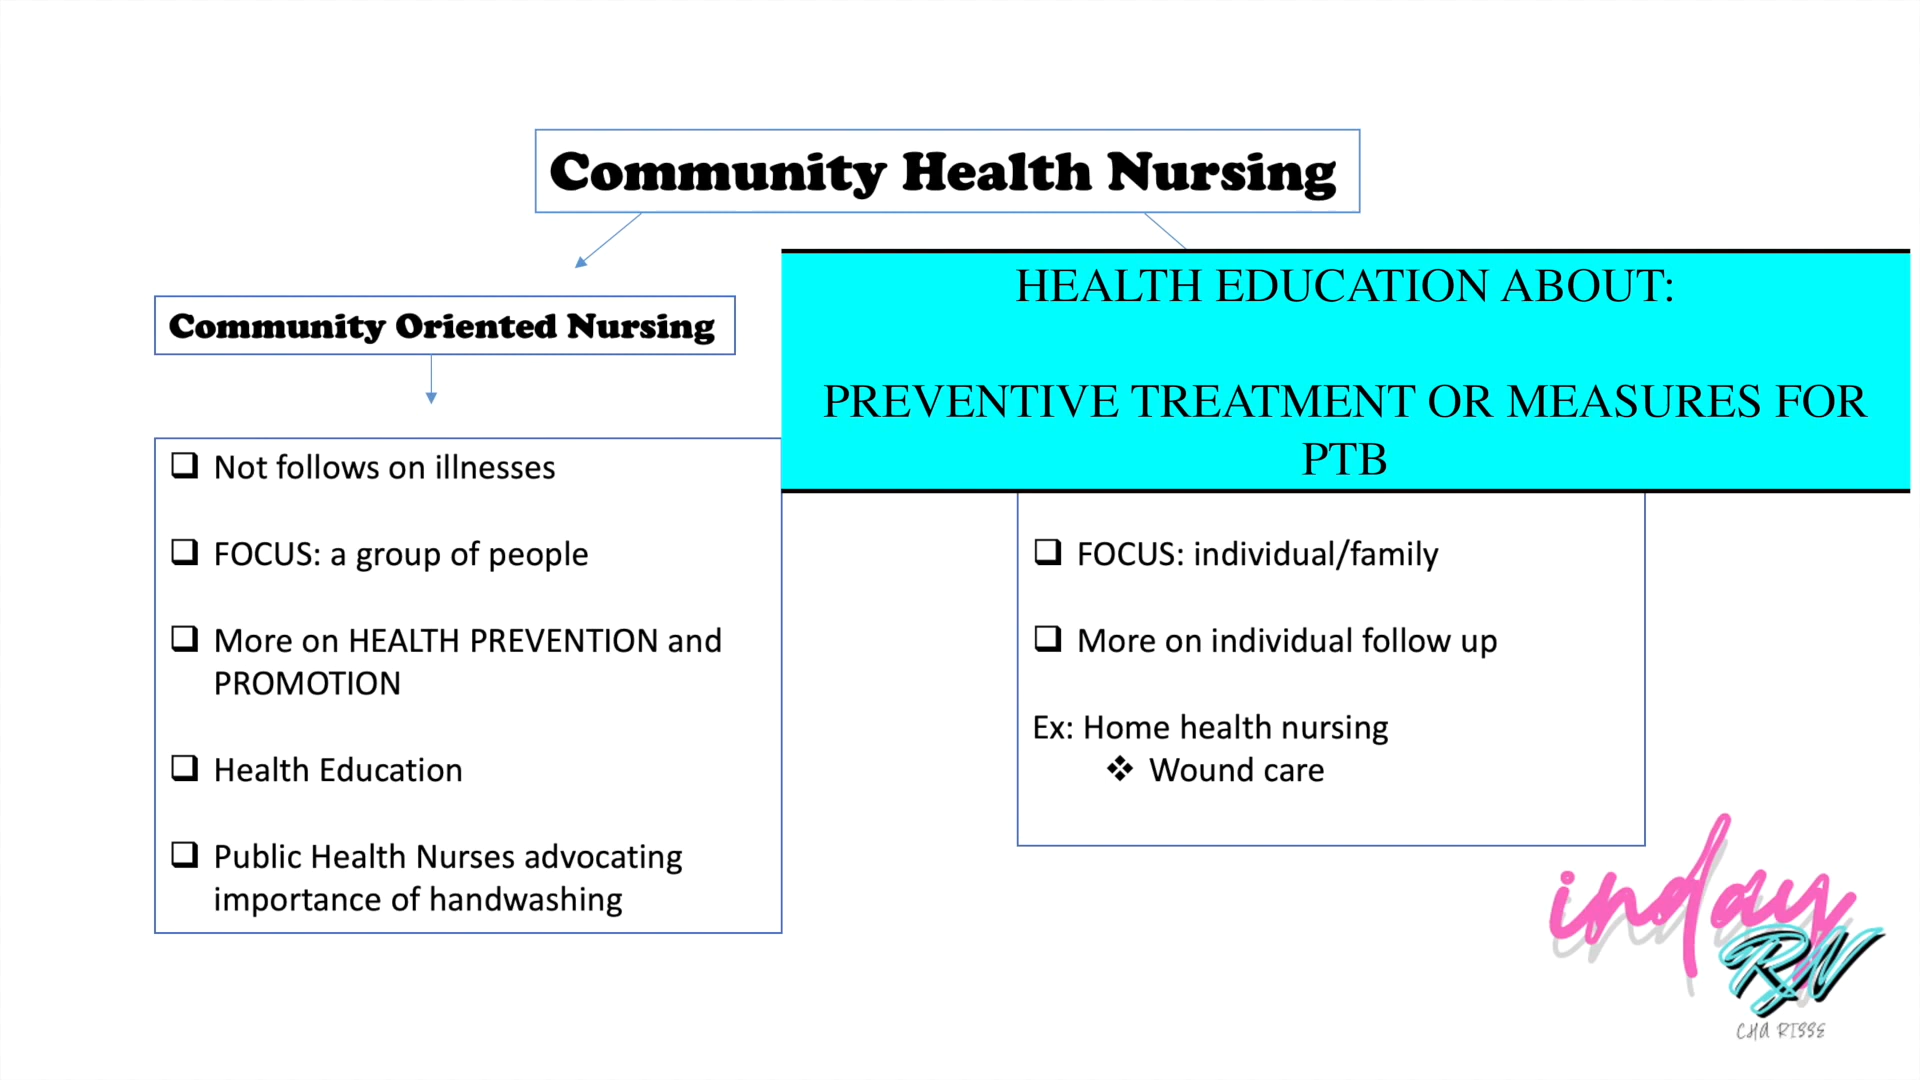 Community Health Nursing
Community Oriented Nursing
❑ Not follows on illnesses
❑ FOCUS: a group of people
❑ More on HEALTH PREVENTION and
PROMOTION
❑ Health Education
❑ Public Health Nurses advocating
importance of handwashing
HEALTH EDUCATION ABOUT:
PREVENTIVE TREATMENT OR MEASURES FOR
PTB
❑ FOCUS: individual/family
❑ More on individual follow up
Ex: Home health nursing
❖ Wound care
inday
RN
CHA RISSE